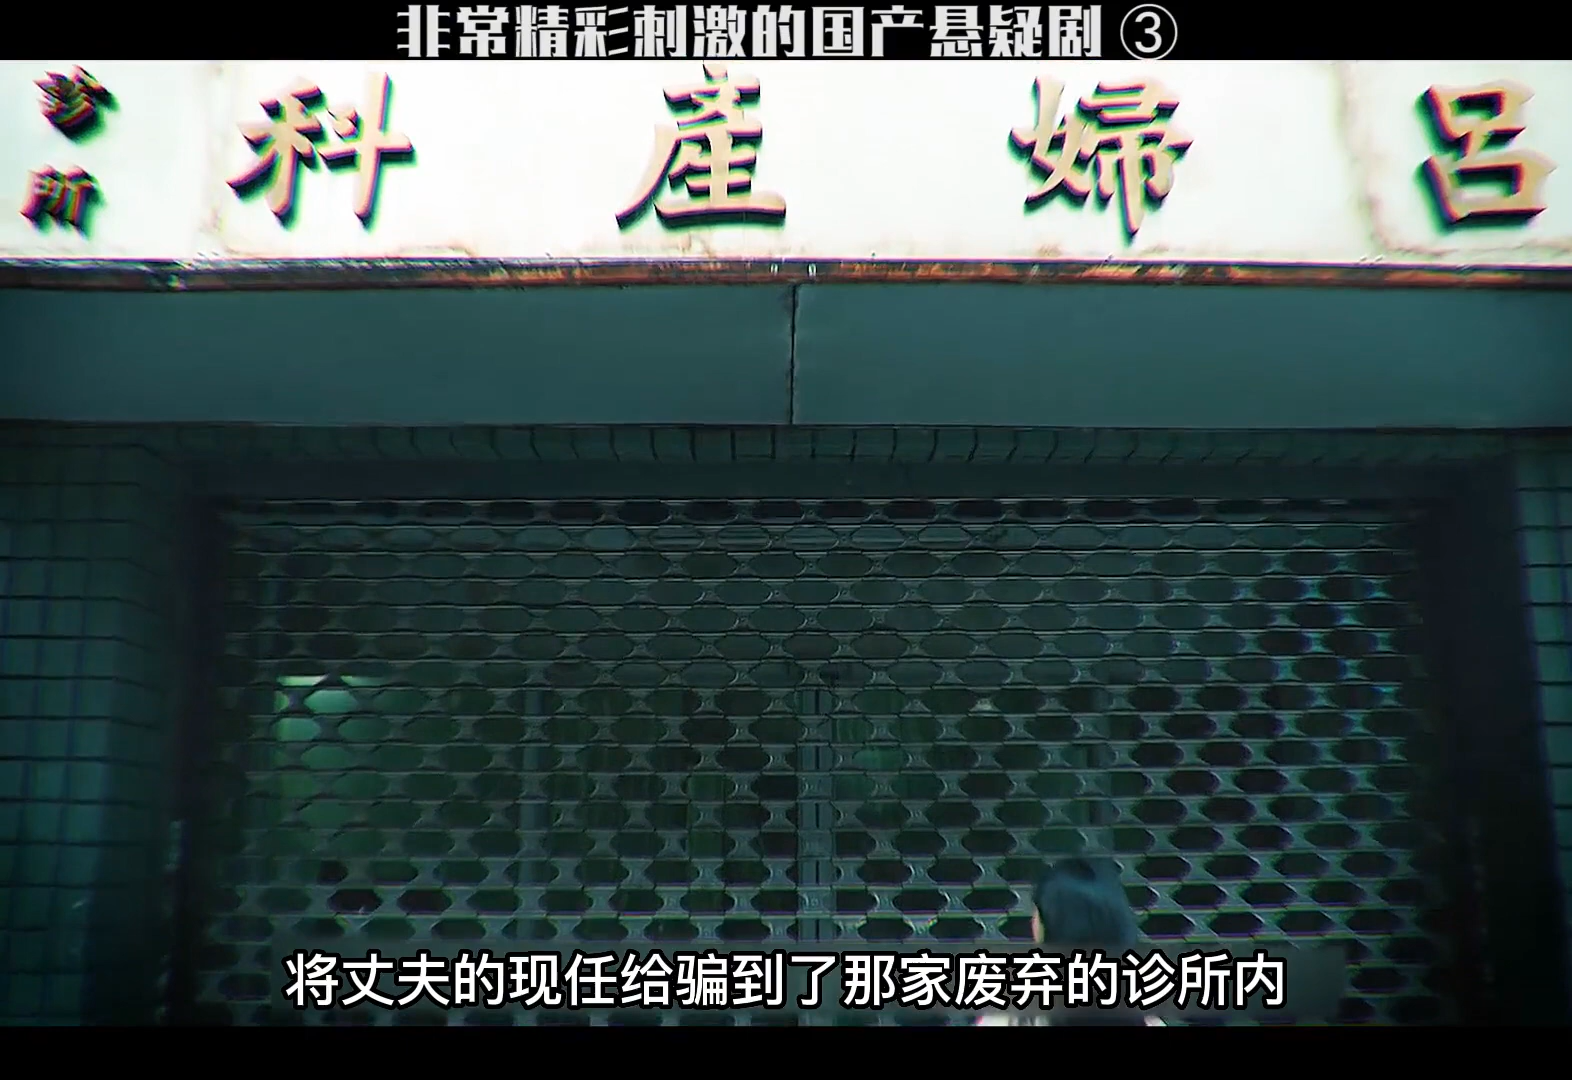 非常精彩刺激的国产悬疑剧 ③
呂婦產科
診所
将丈夫的现任给骗到了那家废弃的诊所内